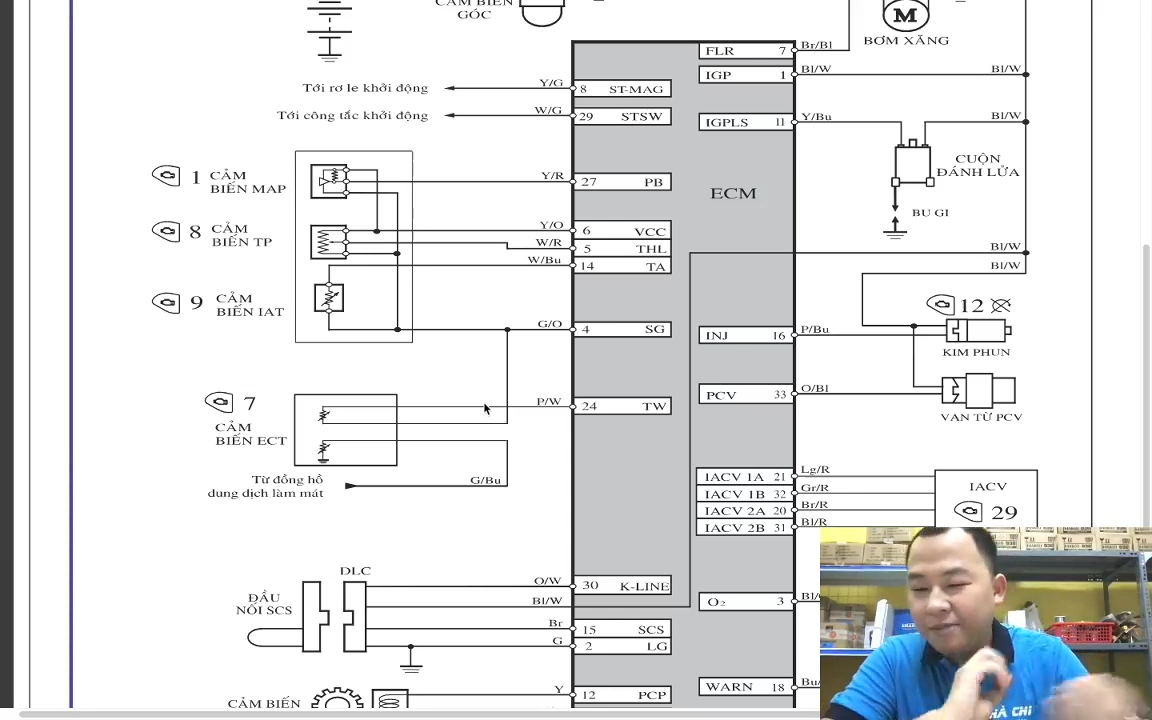 CẢM BIẾN
GÓC
M
BƠM XĂNG
FLR 7 Br/Bl
IGP 1 Bl/W Bl/W
Tới rơ le khởi động Y/G 8 ST-MAG
Tới công tắc khởi động W/G 29 STSW
IGPLS 11 Y/Bu Bl/W
CUỘN
ĐÁNH LỬA
BU GI
ECM
1 CẢM
BIẾN MAP
Y/R 27 PB
8 CẢM
BIẾN TP
Y/O 6 VCC
W/R 5 THL
W/Bu 14 TA
Bl/W
Bl/W
9 CẢM
BIẾN IAT
G/O 4 SG
12
INJ 16 P/Bu
KIM PHUN
7
CẢM
BIẾN ECT
P/W 24 TW
PCV 33 O/Bl
VAN TỪ PCV
Từ đồng hồ
dung dịch làm mát
G/Bu
IACV 1A 21 Lg/R
IACV 1B 32 Gr/R
IACV 2A 20 Br/R
IACV 2B 31 Bl/R
IACV
29
DLC
ĐẦU
NỐI SCS
O/W 30 K-LINE
Bl/W
Br 15 SCS
G 2 LG
O2 3
CẢM BIẾN
Y 12 PCP
WARN 18
HÀ CHI